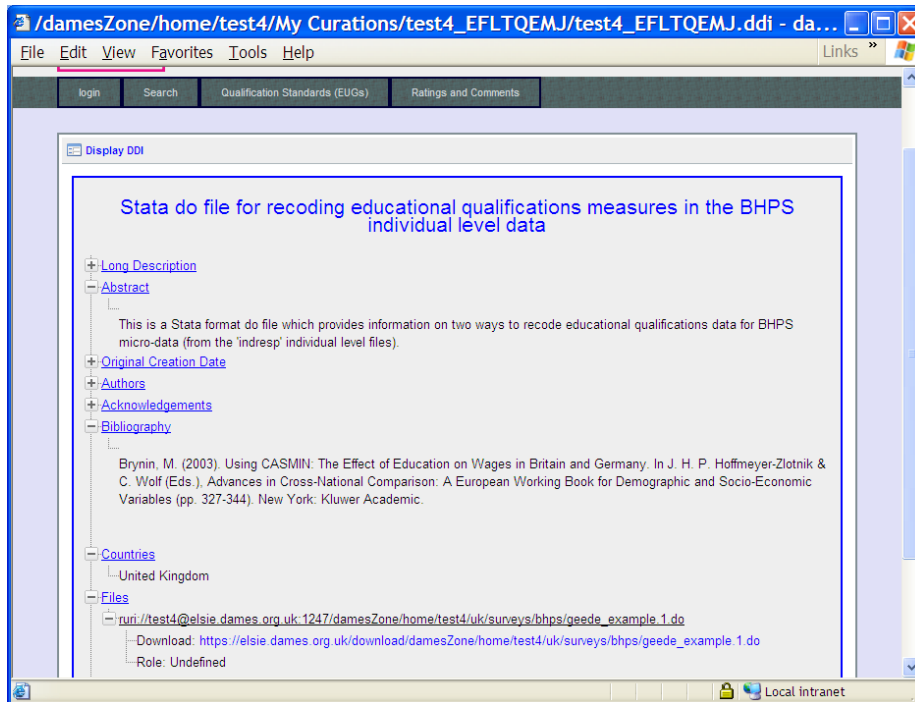 /damesZone/home/test4/My Curations/test4_EFLTQEMJ/test4_EFLTQEMJ.ddi - da...
File Edit View Favorites Tools Help Links »
login Search Qualification Standards (EUGs) Ratings and Comments
Display DDI
Stata do file for recoding educational qualifications measures in the BHPS
individual level data
Long Description
Abstract
This is a Stata format do file which provides information on two ways to recode educational qualifications data for BHPS
micro-data (from the 'indresp' individual level files).
Original Creation Date
Authors
Acknowledgements
Bibliography
Brynin, M. (2003). Using CASMIN: The Effect of Education on Wages in Britain and Germany. In J. H. P. Hoffmeyer-Zlotnik &
C. Wolf (Eds.), Advances in Cross-National Comparison: A European Working Book for Demographic and Socio-Economic
Variables (pp. 327-344). New York: Kluwer Academic.
Countries
United Kingdom
Files
ruri://test4@elsie.dames.org.uk:1247/damesZone/home/test4/uk/surveys/bhps/geede_example.1.do
Download: https://elsie.dames.org.uk/download/damesZone/home/test4/uk/surveys/bhps/geede_example.1.do
Role: Undefined
Local intranet